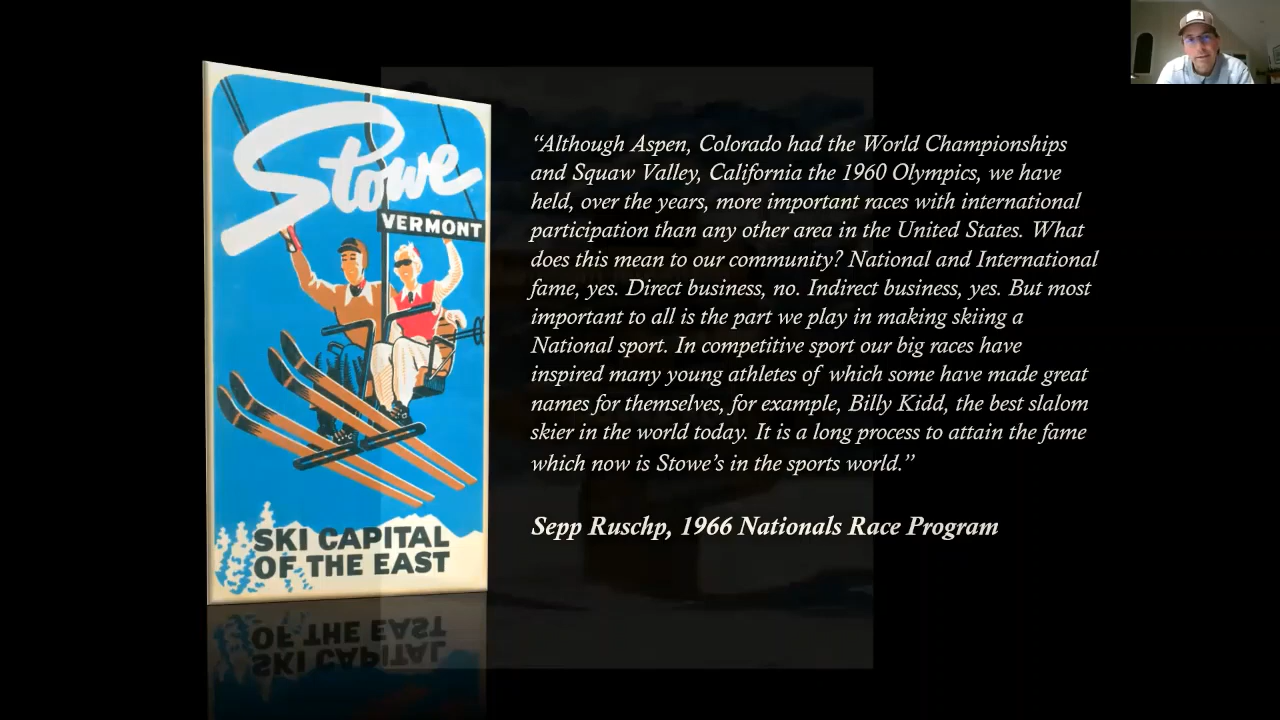 Stowe
VERMONT
SKI CAPITAL
OF THE EAST
“Although Aspen, Colorado had the World Championships
and Squaw Valley, California the 1960 Olympics, we have
held, over the years, more important races with international
participation than any other area in the United States. What
does this mean to our community? National and International
fame, yes. Direct business, no. Indirect business, yes. But most
important to all is the part we play in making skiing a
National sport. In competitive sport our big races have
inspired many young athletes of which some have made great
names for themselves, for example, Billy Kidd, the best slalom
skier in the world today. It is a long process to attain the fame
which now is Stowe’s in the sports world.”
Sepp Ruschp, 1966 Nationals Race Program